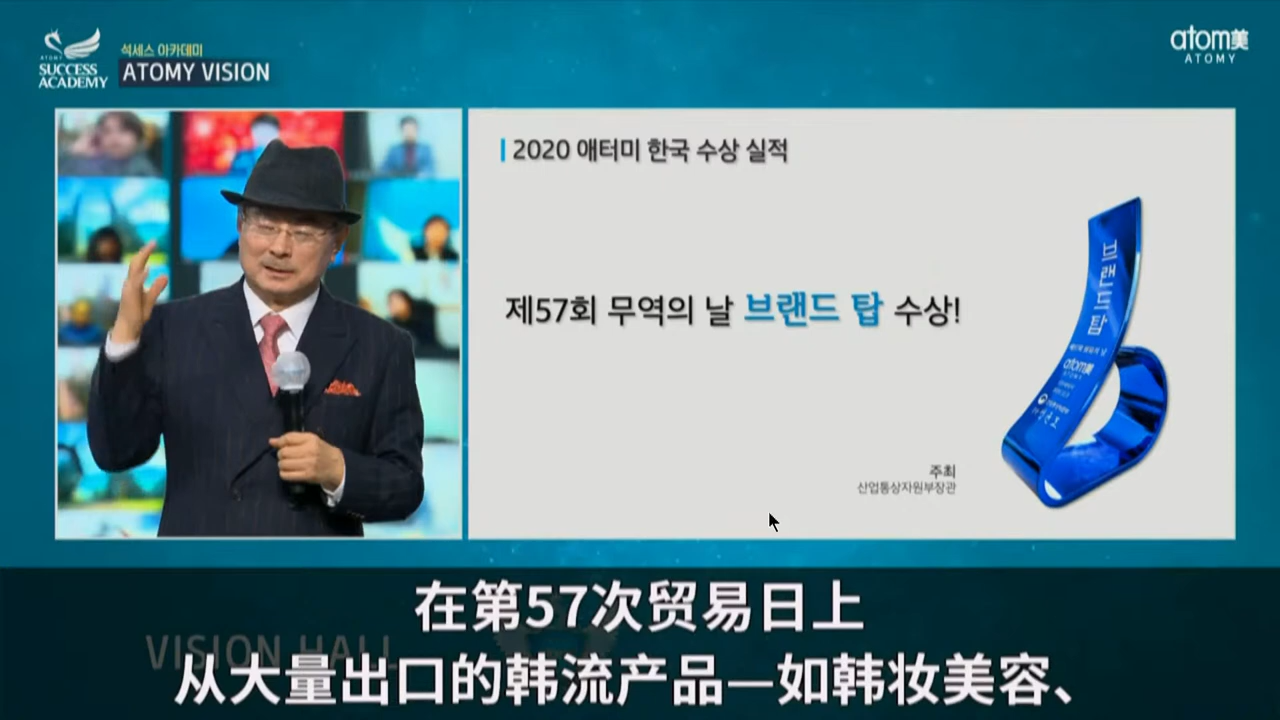 ATOMY
SUCCESS
ACADEMY
석세스 아카데미
ATOMY VISION
atom美
ATOMY
2020 애터미 한국 수상 실적
제57회 무역의 날 브랜드 탑 수상!
브랜드탑
atom美
주최
산업통상자원부장관
VISION HALL
在第57次贸易日上
从大量出口的韩流产品—如韩妆美容、